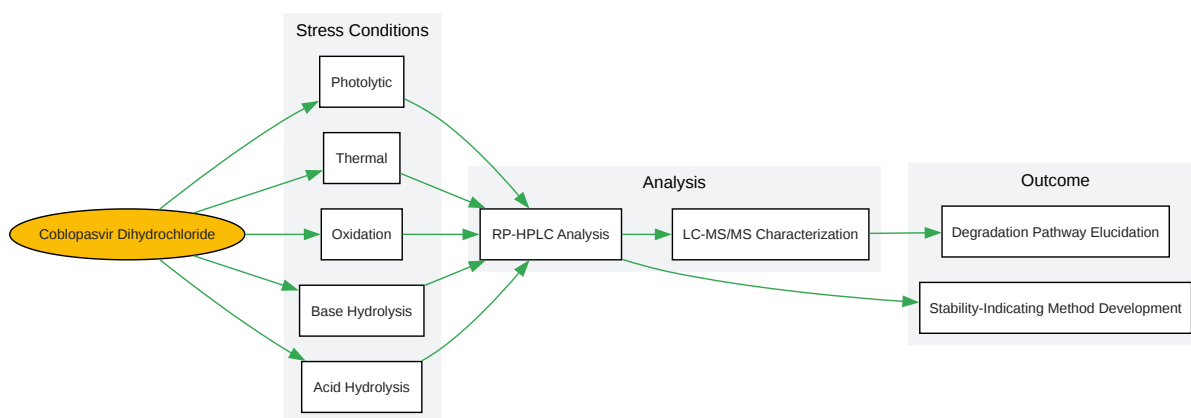 Coblopasvir Dihydrochloride
Stress Conditions
Photolytic
Thermal
Oxidation
Base Hydrolysis
Acid Hydrolysis
Analysis
RP-HPLC Analysis
LC-MS/MS Characterization
Outcome
Degradation Pathway Elucidation
Stability-Indicating Method Development